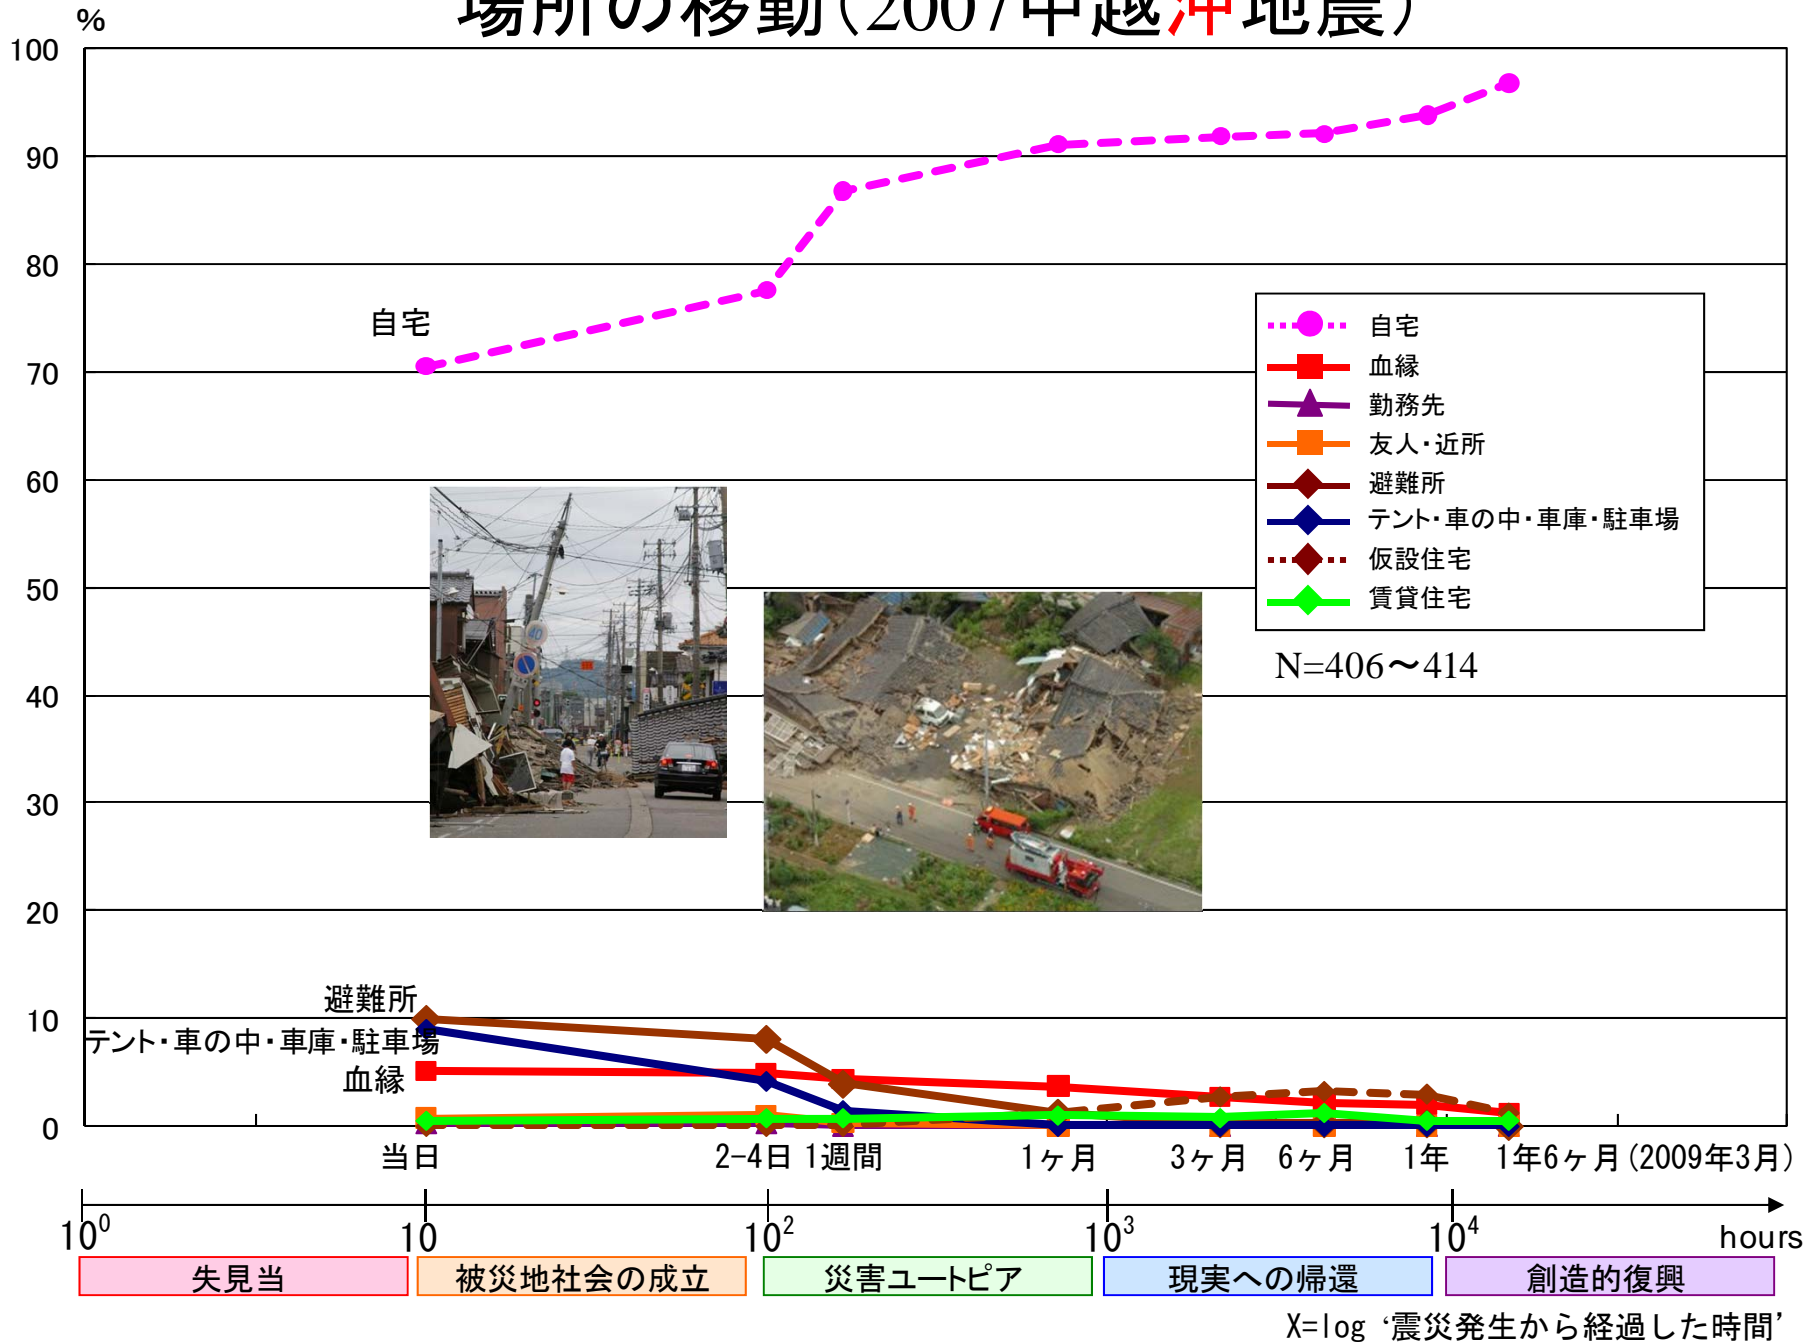 場所の移動(2007中越沖地震)
%
100
90
80
70
60
50
40
30
20
10
0
自宅
自宅
血縁
勤務先
友人・近所
避難所
テント・車の中・車庫・駐車場
仮設住宅
賃貸住宅
N=406〜414
40
避難所
テント・車の中・車庫・駐車場
血縁
当日 2-4日 1週間 1ヶ月 3ヶ月 6ヶ月 1年 1年6ヶ月(2009年3月)
10⁰ 10 10² 10³ 10⁴ hours
失見当 被災地社会の成立 災害ユートピア 現実への帰還 創造的復興
X=log ‘震災発生から経過した時間’